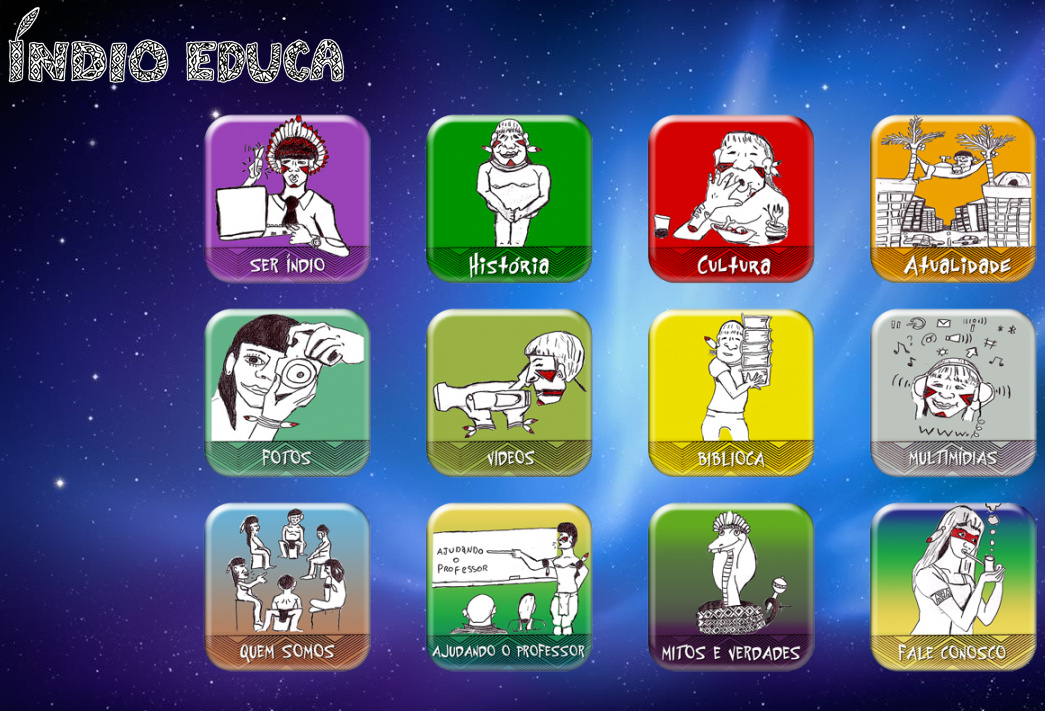 ÍNDIO EDUCA
SER ÍNDIO
História
Cultura
Atualidade
FOTOS
VIDEOS
BIBLIOCA
MULTIMÍDIAS
www.
QUEM SOMOS
AJUDANDO
O
PROFESSOR
AJUDANDO O PROFESSOR
MITOS E VERDADES
FALE CONOSCO